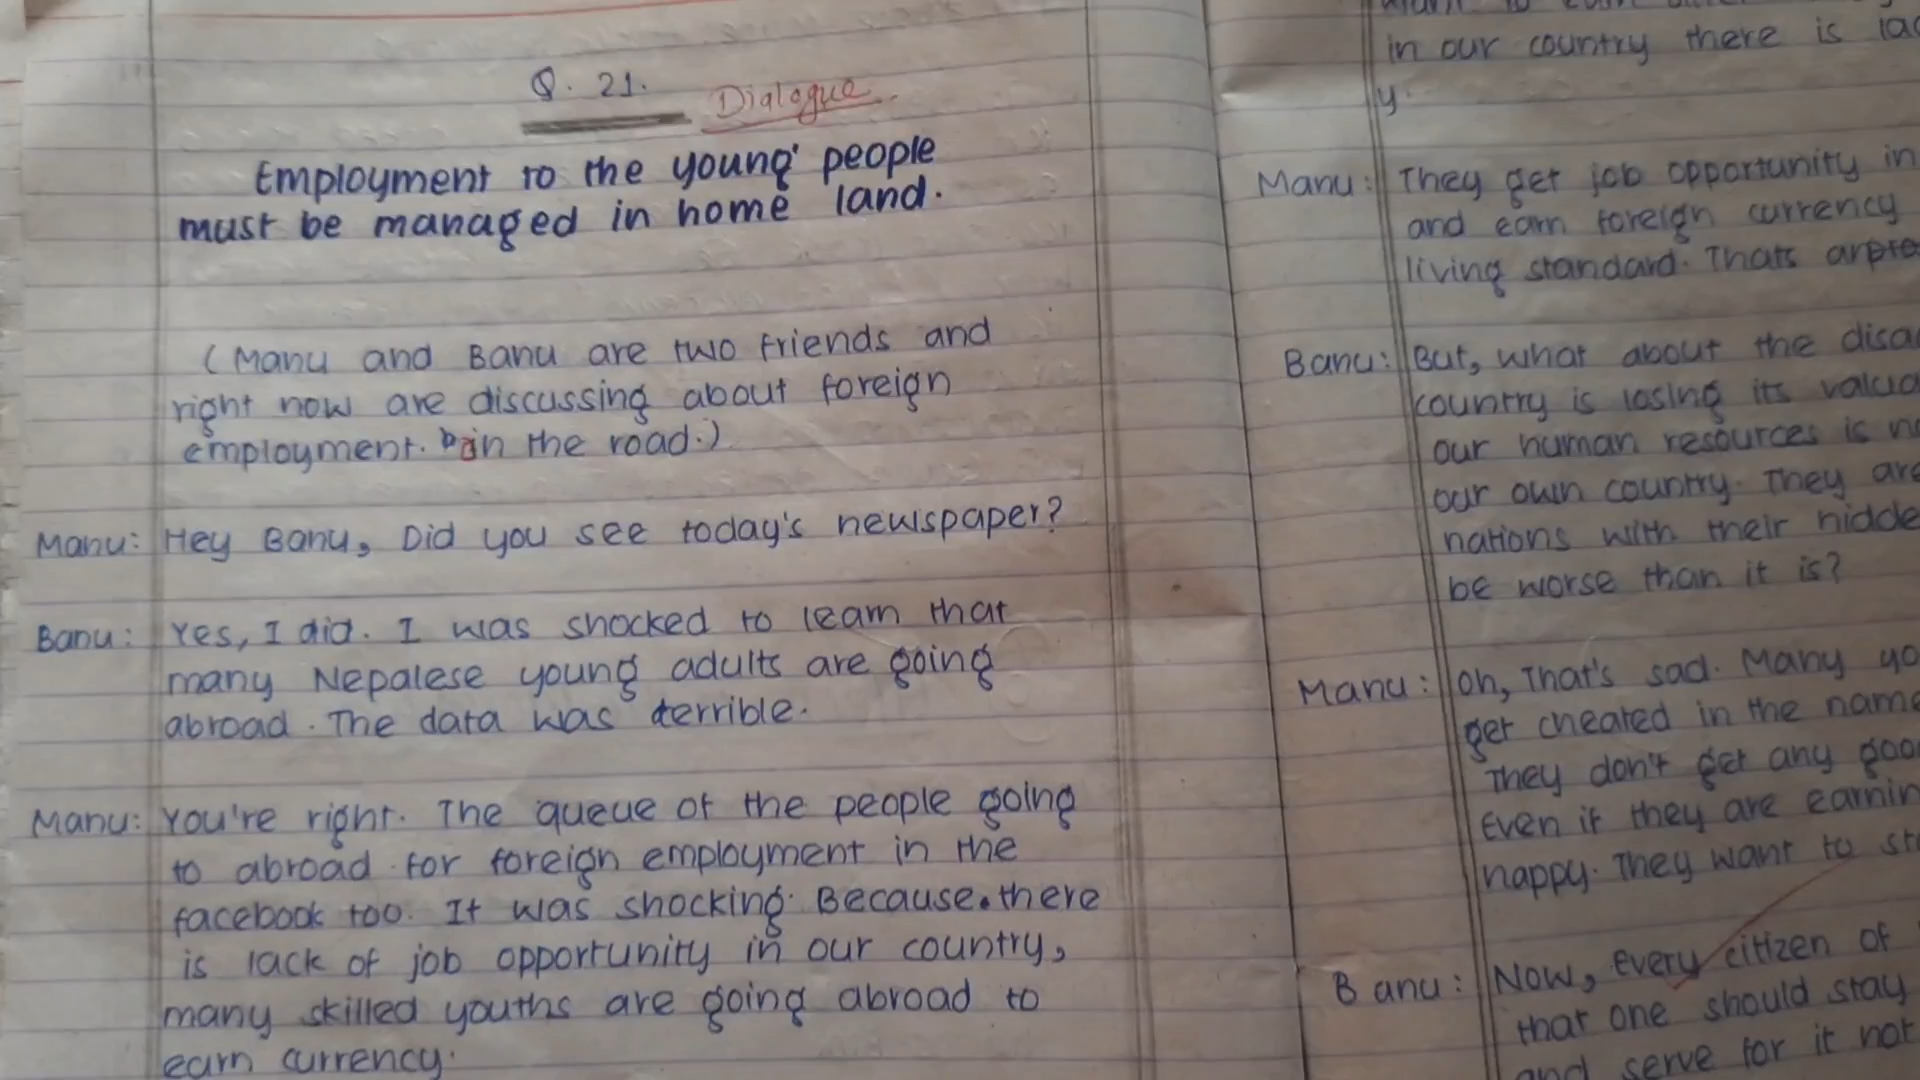 Q. 21.
Dialogue.
Employment to the young people
must be managed in home land.
(Manu and Banu are two friends and
right now are discussing about foreign
employment. in the road.)
Manu: Hey Banu, Did you see today's newspaper?
Banu: Yes, I did. I was shocked to learn that
many Nepalese young adults are going
abroad. The data was terrible.
Manu: You're right. The queue of the people going
to abroad for foreign employment in the
facebook too. It was shocking. Because there
is lack of job opportunity in our country,
many skilled youths are going abroad to
earn currency.
in our country there is
y.
Manu: They get job opportunity in
and earn foreign currency
living standard. Thats
Banu: But, what about the
country is losing its
our human resources is
our own country. They are
nations with their
be worse than it is?
Manu: Oh, That's sad. Many
get cheated in the name
They don't get any
Even if they are
happy. They want to
Banu: Now, every citizen of
that one should stay
and serve for it not